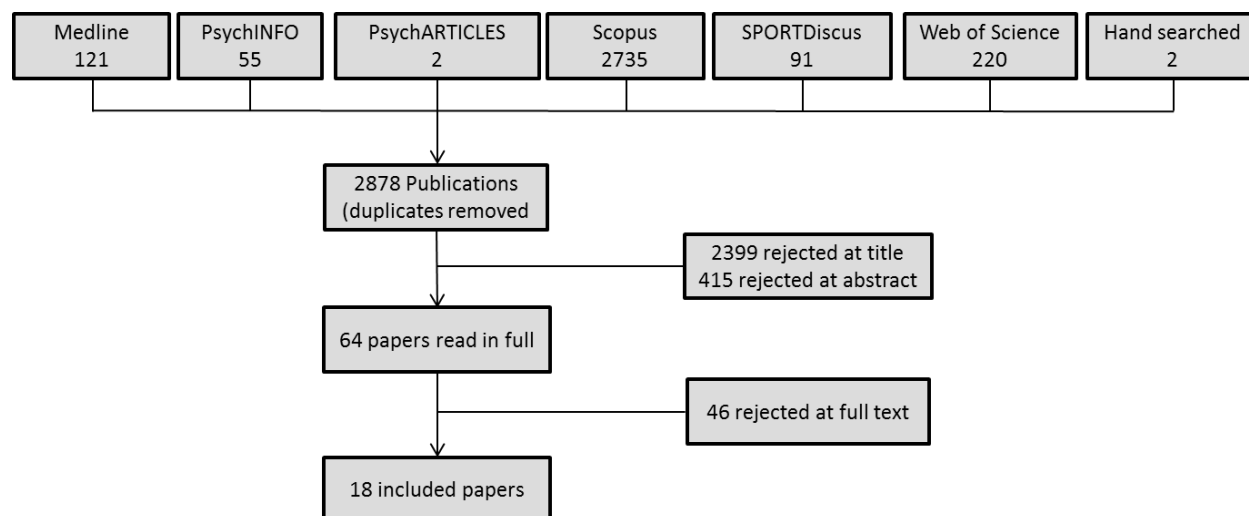 Medline
121
PsychINFO
55
PsychARTICLES
2
Scopus
2735
SPORTDiscus
91
Web of Science
220
Hand searched
2
2878 Publications
(duplicates removed
2399 rejected at title
415 rejected at abstract
64 papers read in full
46 rejected at full text
18 included papers